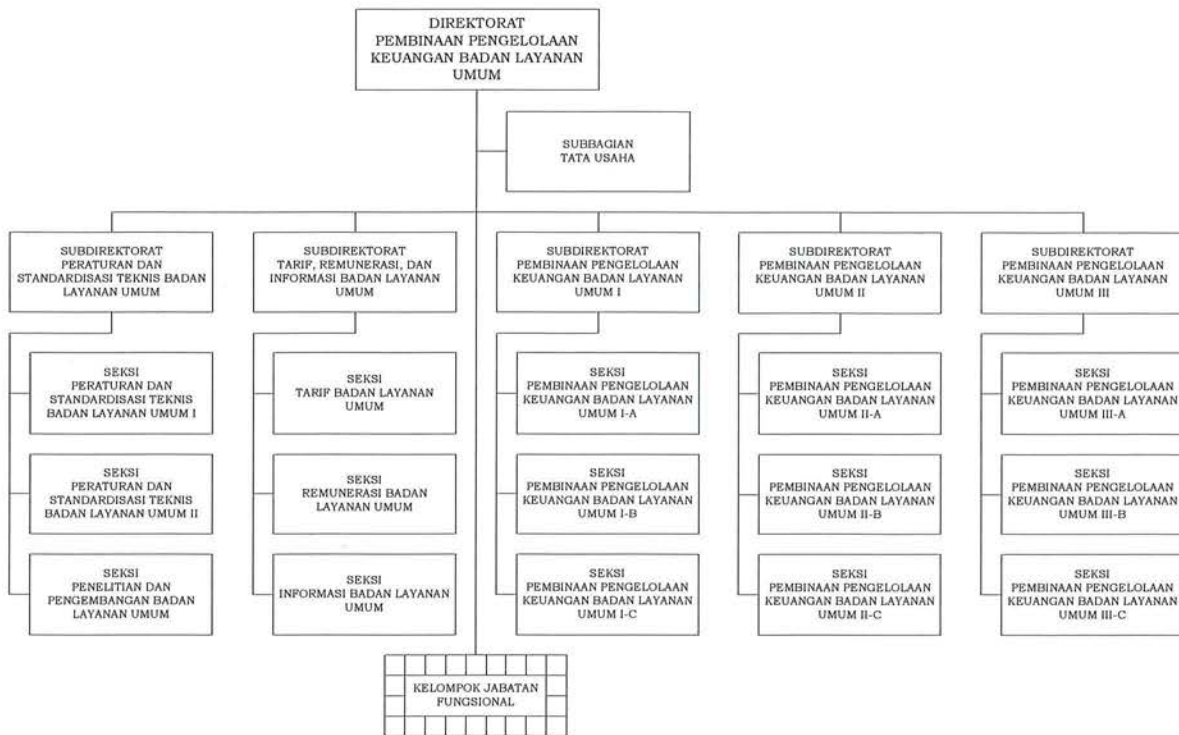 DIREKTORAT
PEMBINAAN PENGELOLAAN
KEUANGAN BADAN LAYANAN
UMUM
SUBBAGIAN
TATA USAHA
SUBDIREKTORAT
PERATURAN DAN
STANDARDISASI TEKNIS BADAN
LAYANAN UMUM
SUBDIREKTORAT
TARIF, REMUNERASI, DAN
INFORMASI BADAN LAYANAN
UMUM
SUBDIREKTORAT
PEMBINAAN PENGELOLAAN
KEUANGAN BADAN LAYANAN
UMUM I
SUBDIREKTORAT
PEMBINAAN PENGELOLAAN
KEUANGAN BADAN LAYANAN
UMUM II
SUBDIREKTORAT
PEMBINAAN PENGELOLAAN
KEUANGAN BADAN LAYANAN
UMUM III
SEKSI
PERATURAN DAN
STANDARDISASI TEKNIS
BADAN LAYANAN UMUM I
SEKSI
TARIF BADAN LAYANAN
UMUM
SEKSI
PEMBINAAN PENGELOLAAN
KEUANGAN BADAN LAYANAN
UMUM I-A
SEKSI
PEMBINAAN PENGELOLAAN
KEUANGAN BADAN LAYANAN
UMUM II-A
SEKSI
PEMBINAAN PENGELOLAAN
KEUANGAN BADAN LAYANAN
UMUM III-A
SEKSI
PERATURAN DAN
STANDARDISASI TEKNIS
BADAN LAYANAN UMUM II
SEKSI
REMUNERASI BADAN
LAYANAN UMUM
SEKSI
PEMBINAAN PENGELOLAAN
KEUANGAN BADAN LAYANAN
UMUM I-B
SEKSI
PEMBINAAN PENGELOLAAN
KEUANGAN BADAN LAYANAN
UMUM II-B
SEKSI
PEMBINAAN PENGELOLAAN
KEUANGAN BADAN LAYANAN
UMUM III-B
SEKSI
PENELITIAN DAN
PENGEMBANGAN BADAN
LAYANAN UMUM
SEKSI
INFORMASI BADAN LAYANAN
UMUM
SEKSI
PEMBINAAN PENGELOLAAN
KEUANGAN BADAN LAYANAN
UMUM I-C
SEKSI
PEMBINAAN PENGELOLAAN
KEUANGAN BADAN LAYANAN
UMUM II-C
SEKSI
PEMBINAAN PENGELOLAAN
KEUANGAN BADAN LAYANAN
UMUM III-C
KELOMPOK JABATAN
FUNGSIONAL